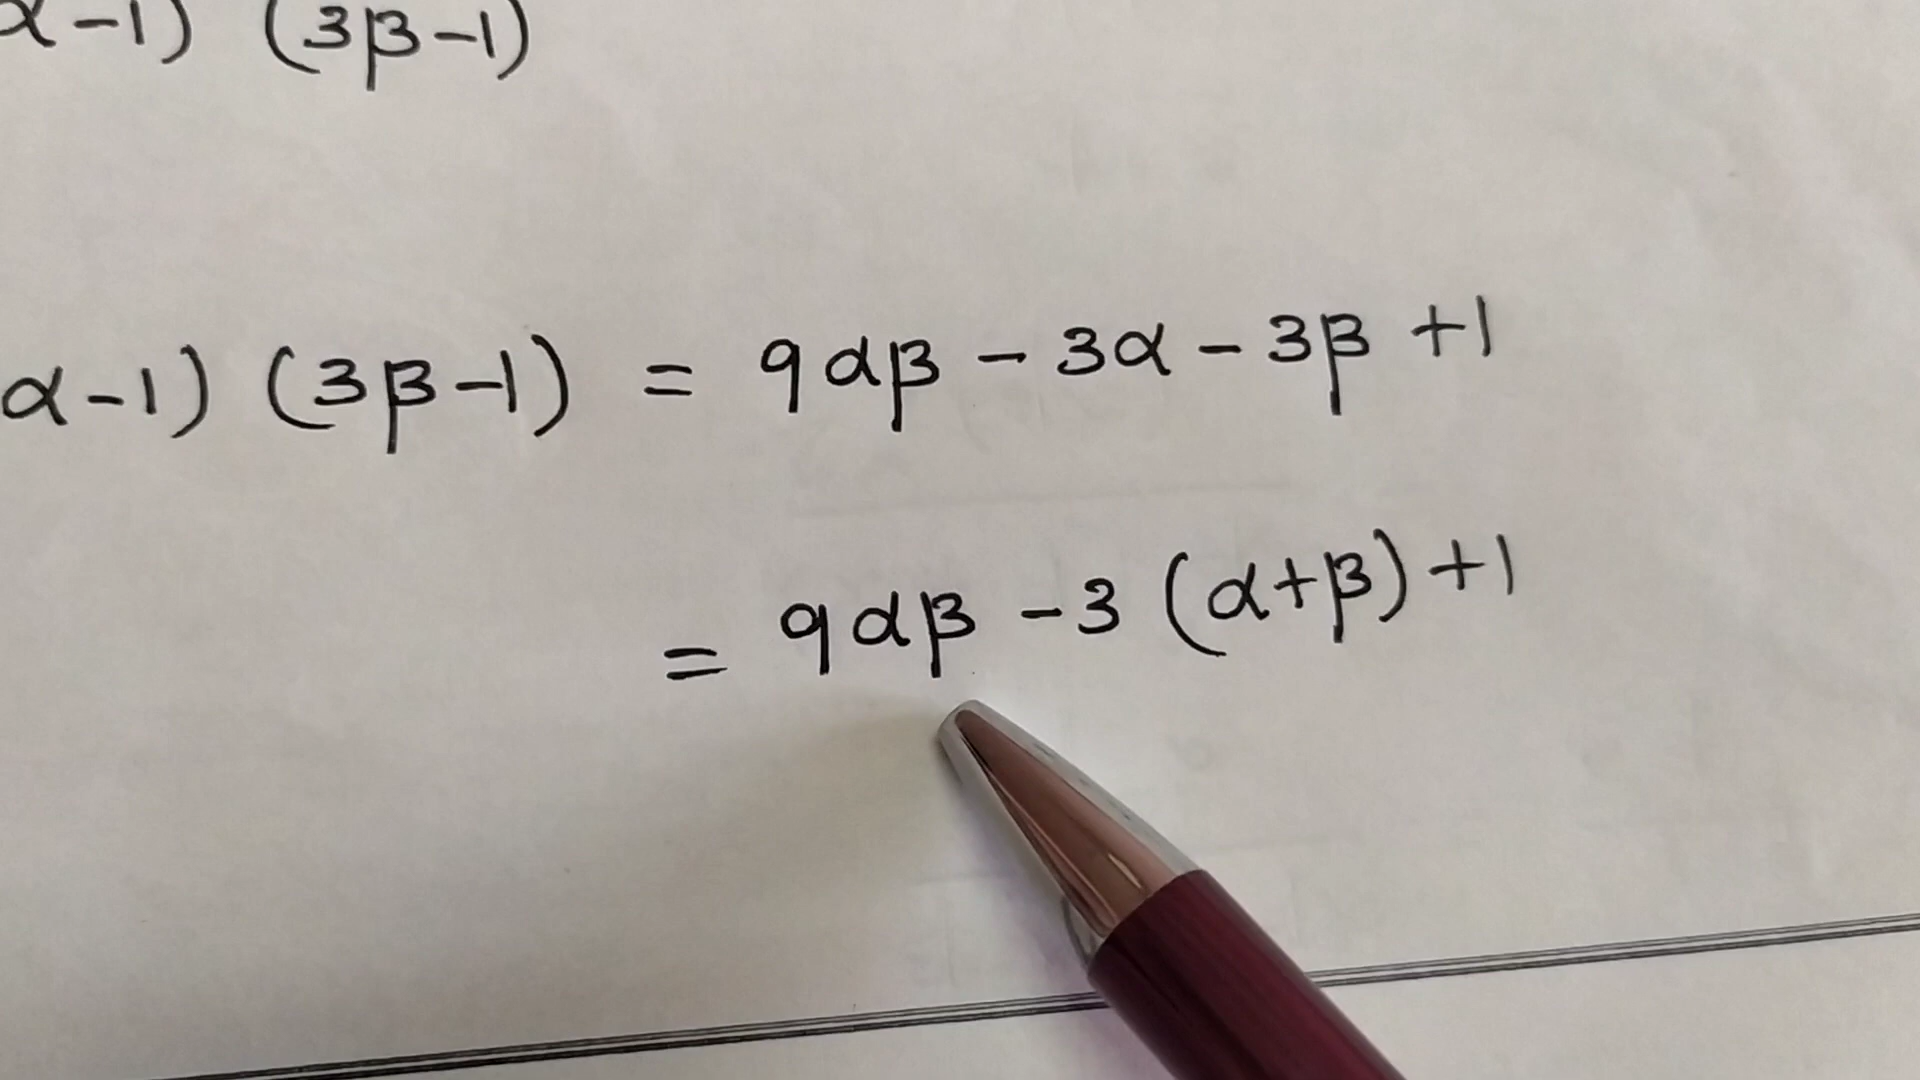 α-1) (3β-1)
α-1) (3β-1) = 9αβ - 3α - 3β +1
= 9αβ -3 (α+β) +1